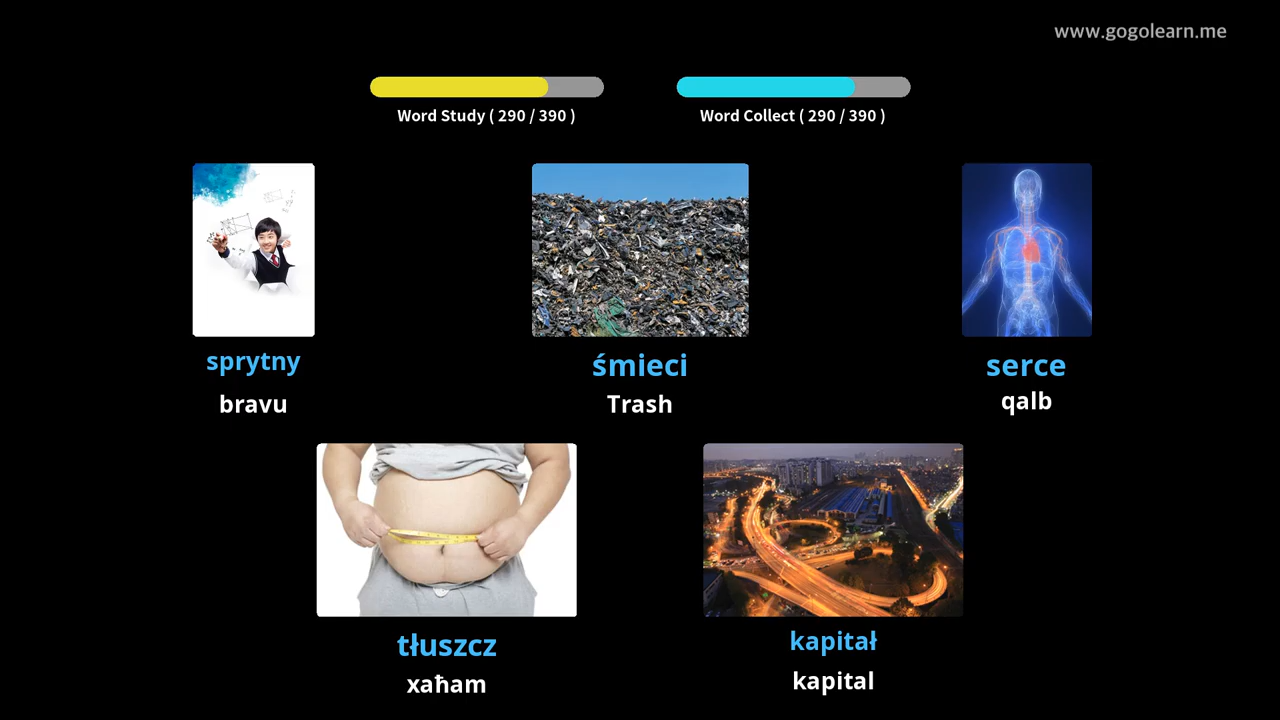 www.gogolearn.me
Word Study ( 290 / 390 )
Word Collect ( 290 / 390 )
sprytny
bravu
śmieci
Trash
serce
qalb
tłuszcz
xaħam
kapitał
kapital